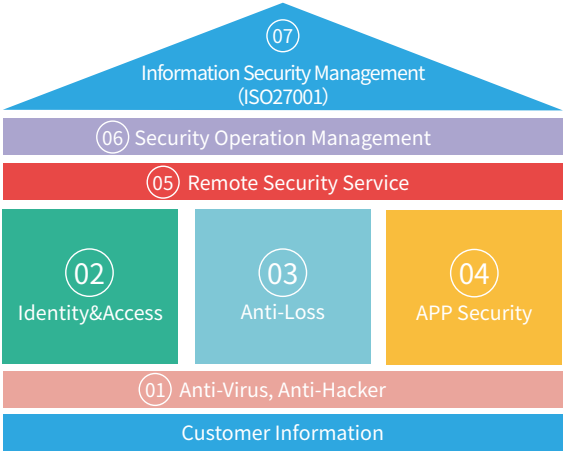 07
Information Security Management
(ISO27001)
06 Security Operation Management
05 Remote Security Service
02
Identity&Access
03
Anti-Loss
04
APP Security
01 Anti-Virus, Anti-Hacker
Customer Information